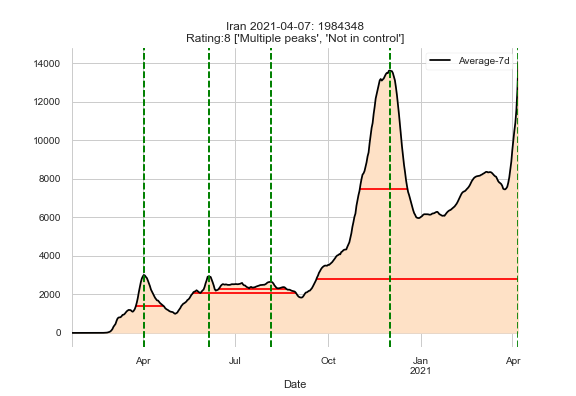 Iran 2021-04-07: 1984348
Rating:8 ['Multiple peaks', 'Not in control']
Average-7d
14000
12000
10000
8000
6000
4000
2000
0
Apr Jul Oct Jan Apr
2021
Date